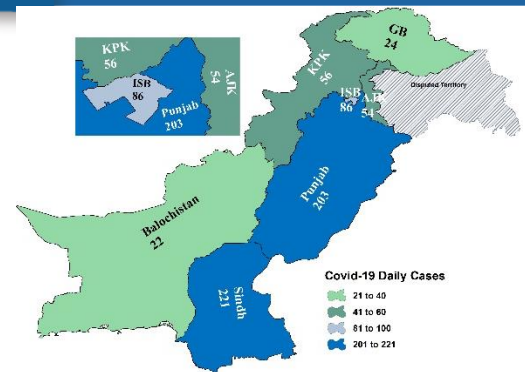 KPK
56
ISB
86
Punjab
203
AJK
54
GB
24
KPK
56
ISB
86
AJK
54
Disputed Territory
Punjab
203
Balochistan
22
Sindh
221
Covid-19 Daily Cases
21 to 40
41 to 60
81 to 100
201 to 221